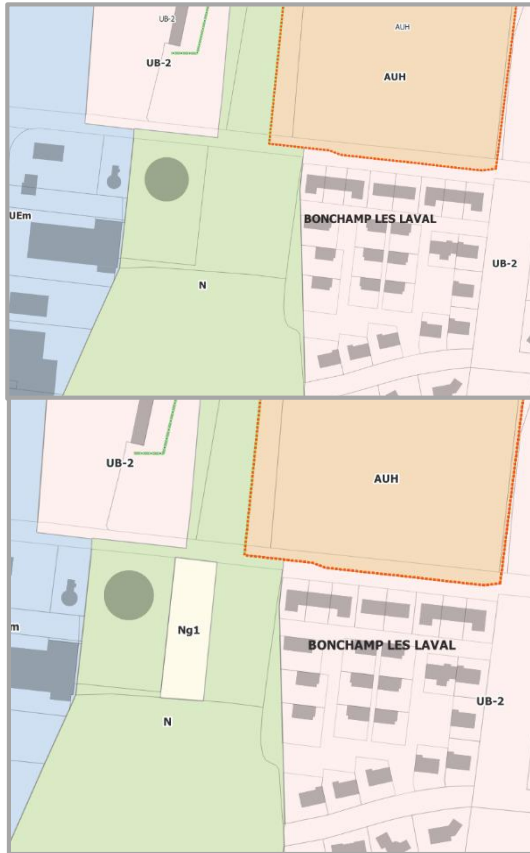 UB-2
UB-2
AUH
AUH
UEm
BONCHAMP LES LAVAL
UB-2
N
UB-2
AUH
m
Ng1
BONCHAMP LES LAVAL
UB-2
N